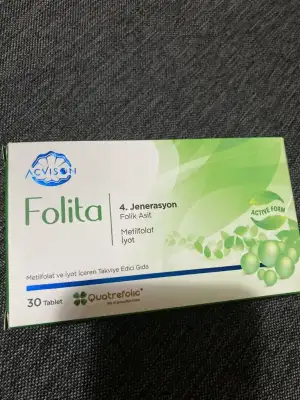 ACVISON
Folita
4. Jenerasyon
Folik Asit
Metilfolat
İyot
ACTIVE FORM
Metilfolat ve İyot İçeren Takviye Edici Gıda
30 Tablet
Quatrefolic®